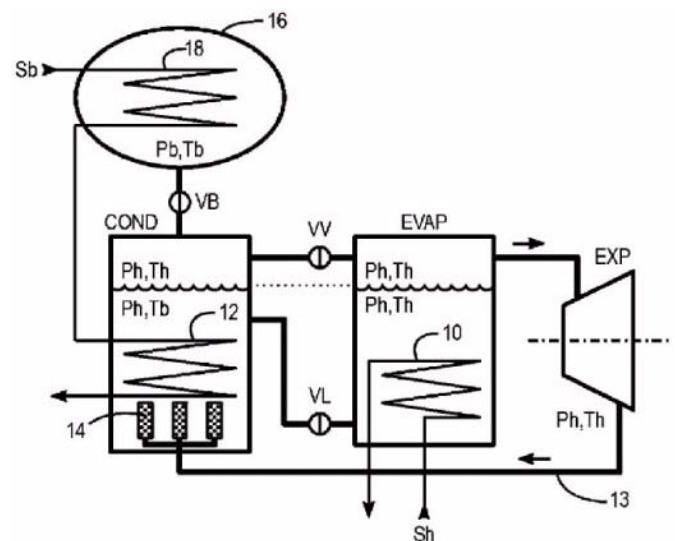 16
18
Sb
Pb,Tb
VB
COND
VV
EVAP
EXP
Ph,Th
Ph,Th
Ph,Tb
Ph,Th
12
10
VL
14
Ph,Th
13
Sh